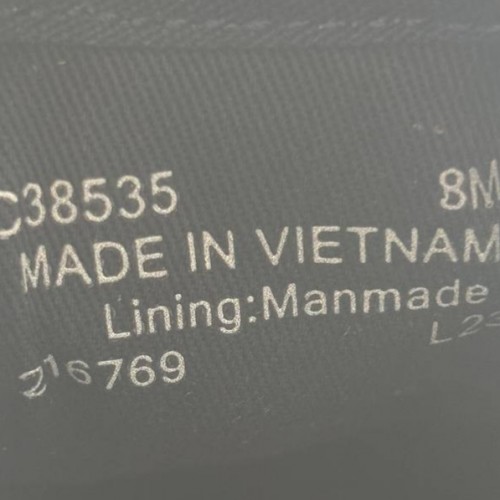 C38535 8M
MADE IN VIETNAM
Lining:Manmade
L23
216769